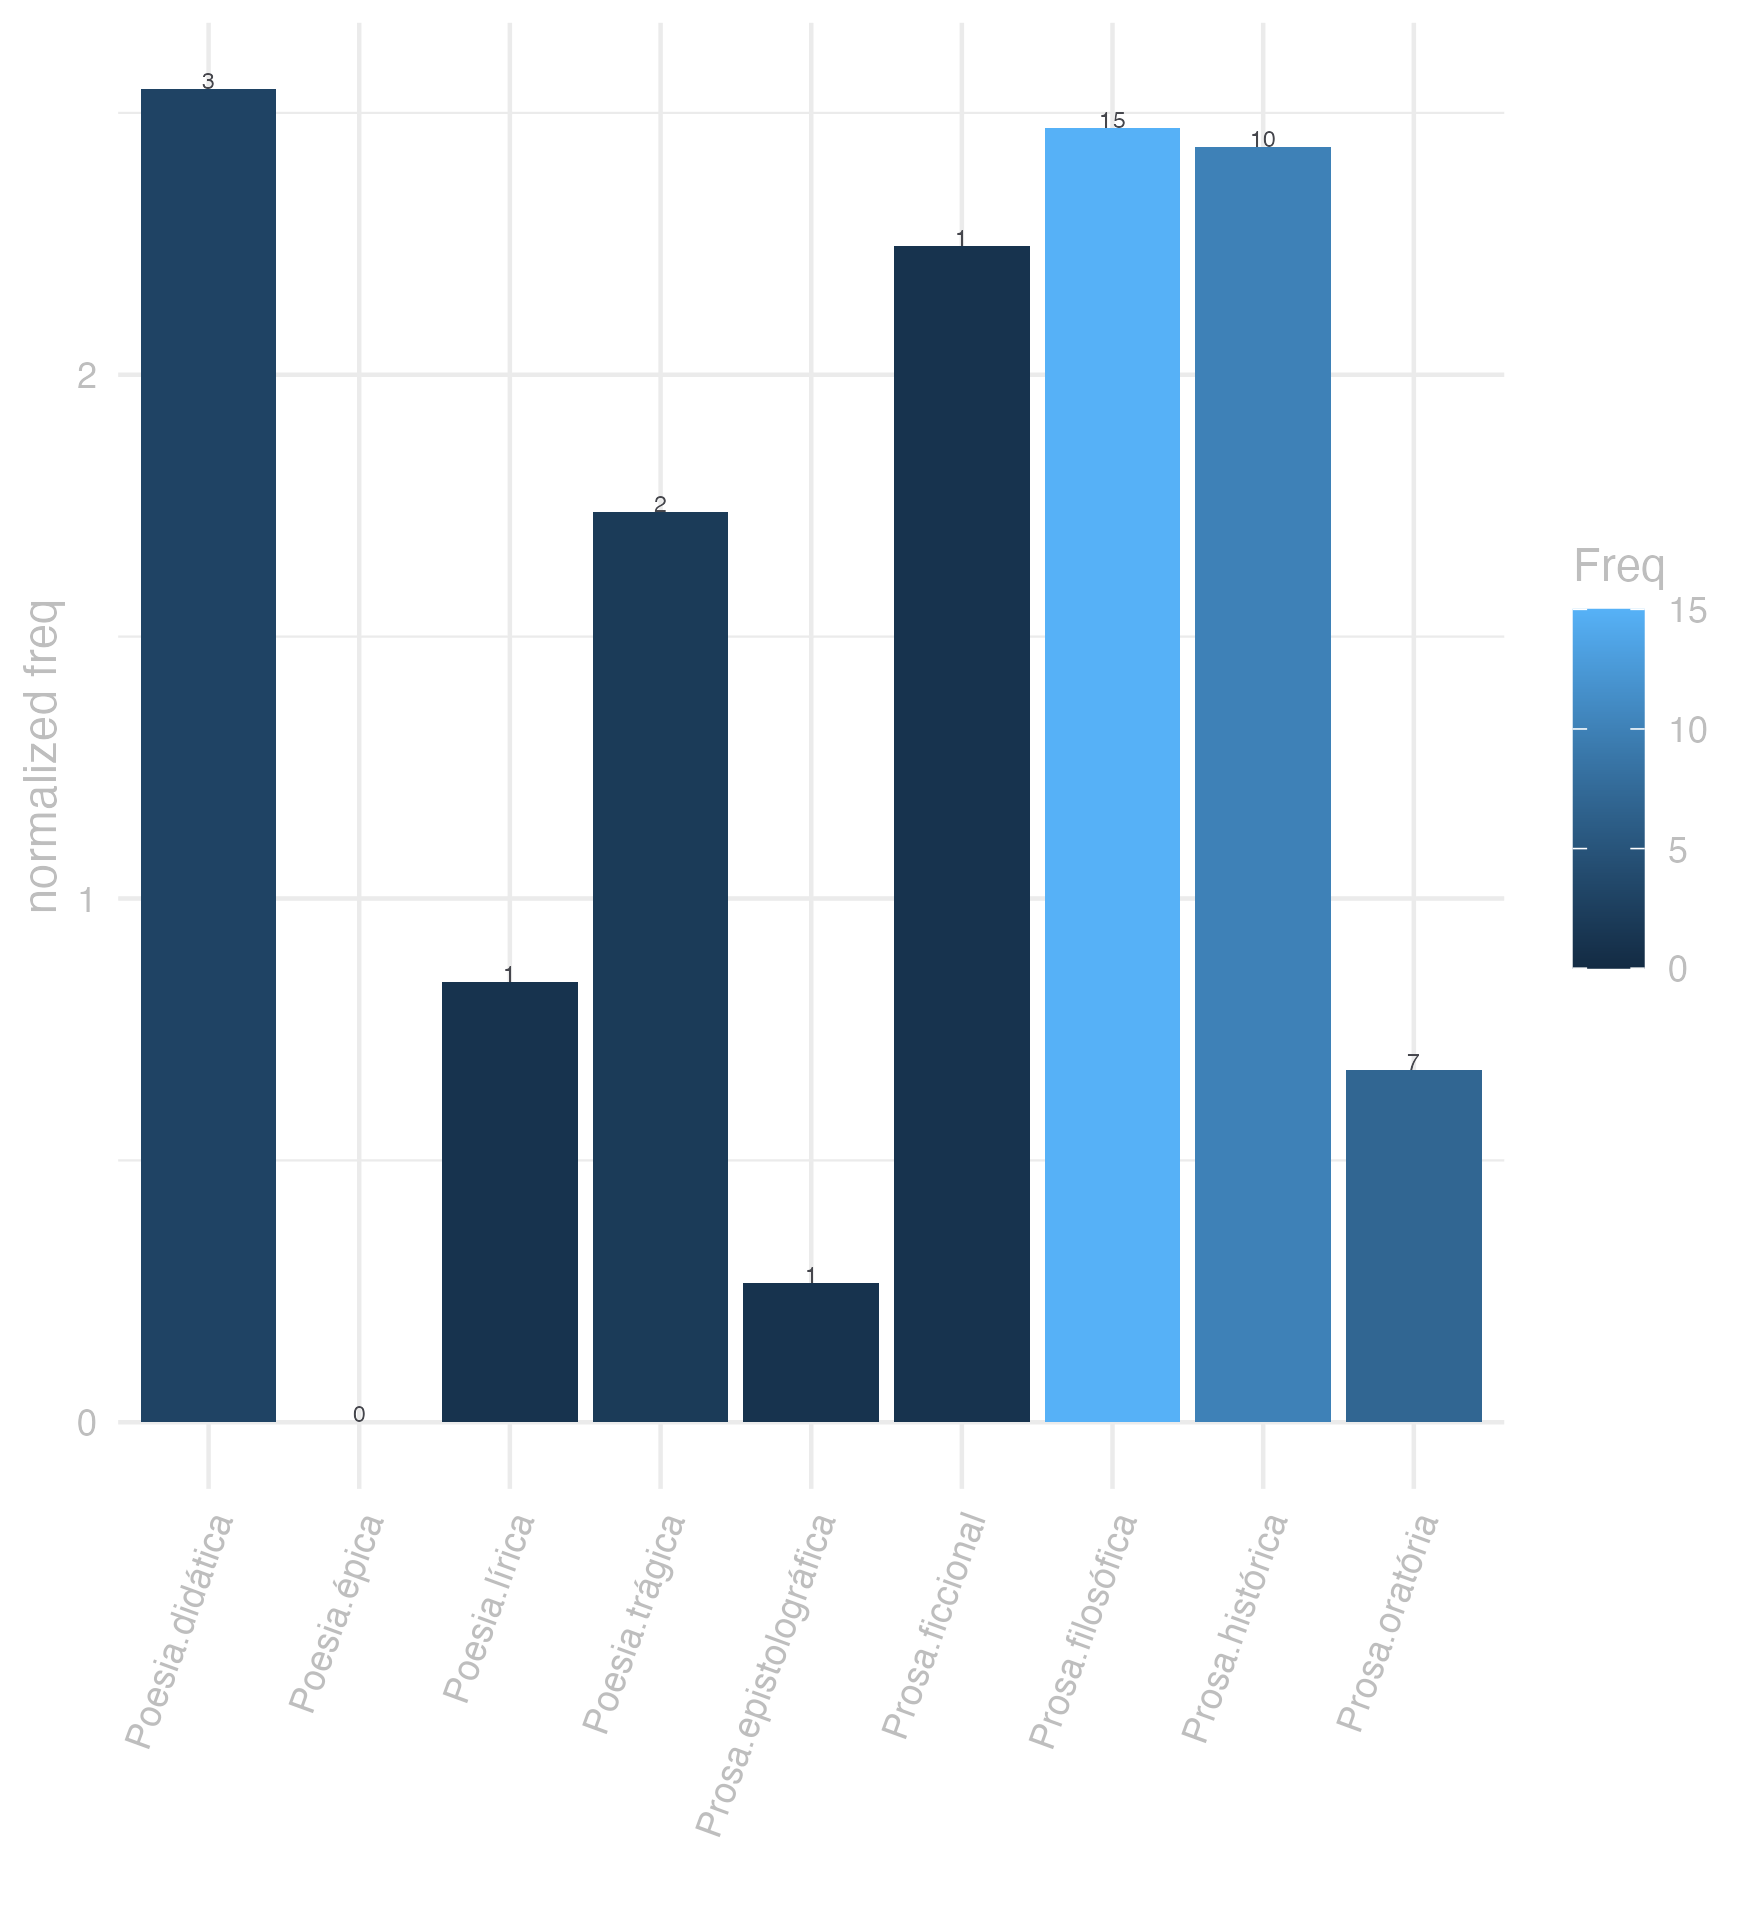 3
15
10
1
2
2
1
1
1
7
0
0
normalized freq
Freq
15
10
5
0
Poesia.didática
Poesia.épica
Poesia.lírica
Poesia.trágica
Prosa.epistolográfica
Prosa.ficcional
Prosa.filosófica
Prosa.histórica
Prosa.oratória